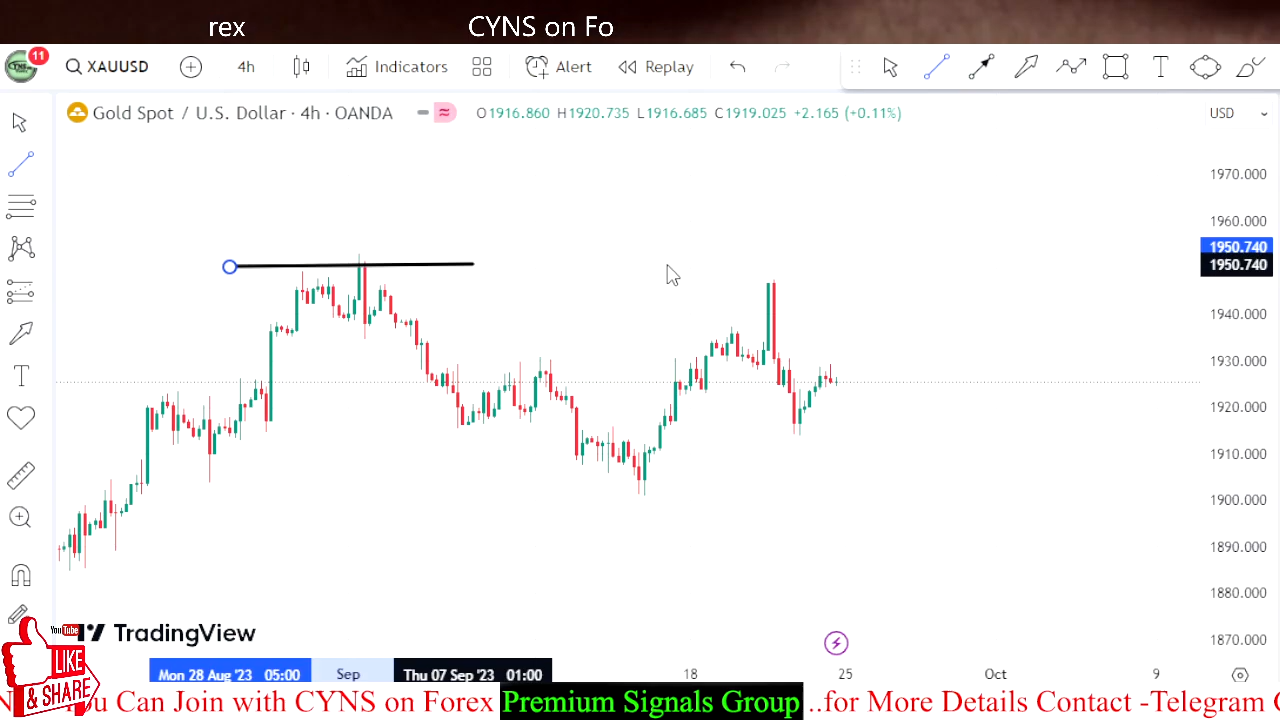 rex CYNS on Fo
11 XAUUSD 4h Indicators Alert Replay
Gold Spot / U.S. Dollar · 4h · OANDA O1916.860 H1920.735 L1916.685 C1919.025 +2.165 (+0.11%) USD
1970.000
1960.000
1950.740
1950.740
1940.000
1930.000
1920.000
1910.000
1900.000
1890.000
1880.000
1870.000
TradingView
Mon 28 Aug '23 05:00 Sep Thu 07 Sep '23 01:00 18 25 Oct 9
You Tube
LIKE
& SHARE
You Can Join with CYNS on Forex Premium Signals Group ..for More Details Contact -Telegram